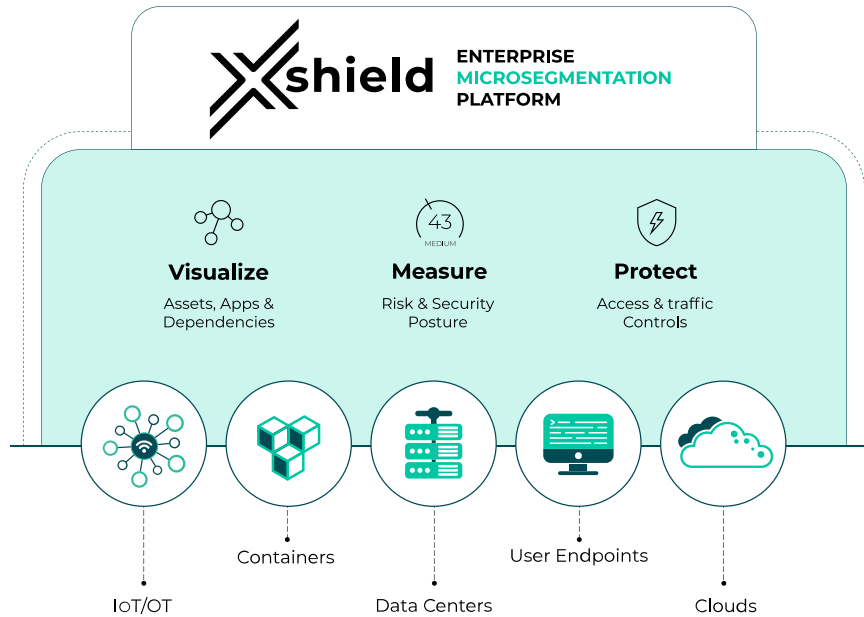 Xshield
ENTERPRISE
MICROSEGMENTATION
PLATFORM
43
MEDIUM
Visualize
Measure
Protect
Assets, Apps &
Dependencies
Risk & Security
Posture
Access & traffic
Controls
Containers
User Endpoints
IoT/OT
Data Centers
Clouds